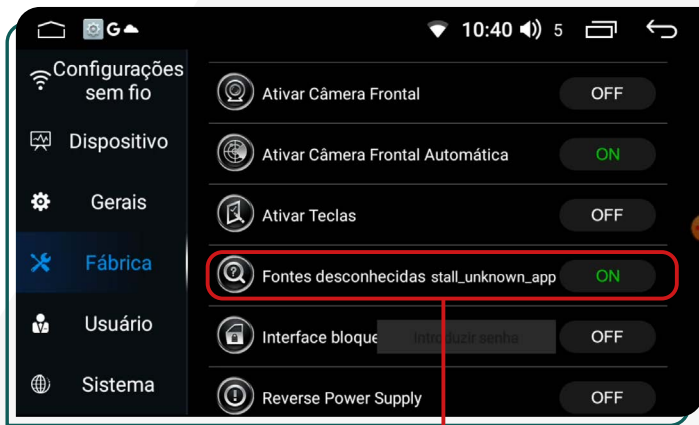 G
10:40
5
Configurações
sem fio
Dispositivo
Gerais
Fábrica
Usuário
Sistema
Ativar Câmera Frontal
OFF
Ativar Câmera Frontal Automática
ON
Ativar Teclas
OFF
Fontes desconhecidas stall_unknown_app
ON
Interface bloque
Introduzir senha
OFF
Reverse Power Supply
OFF